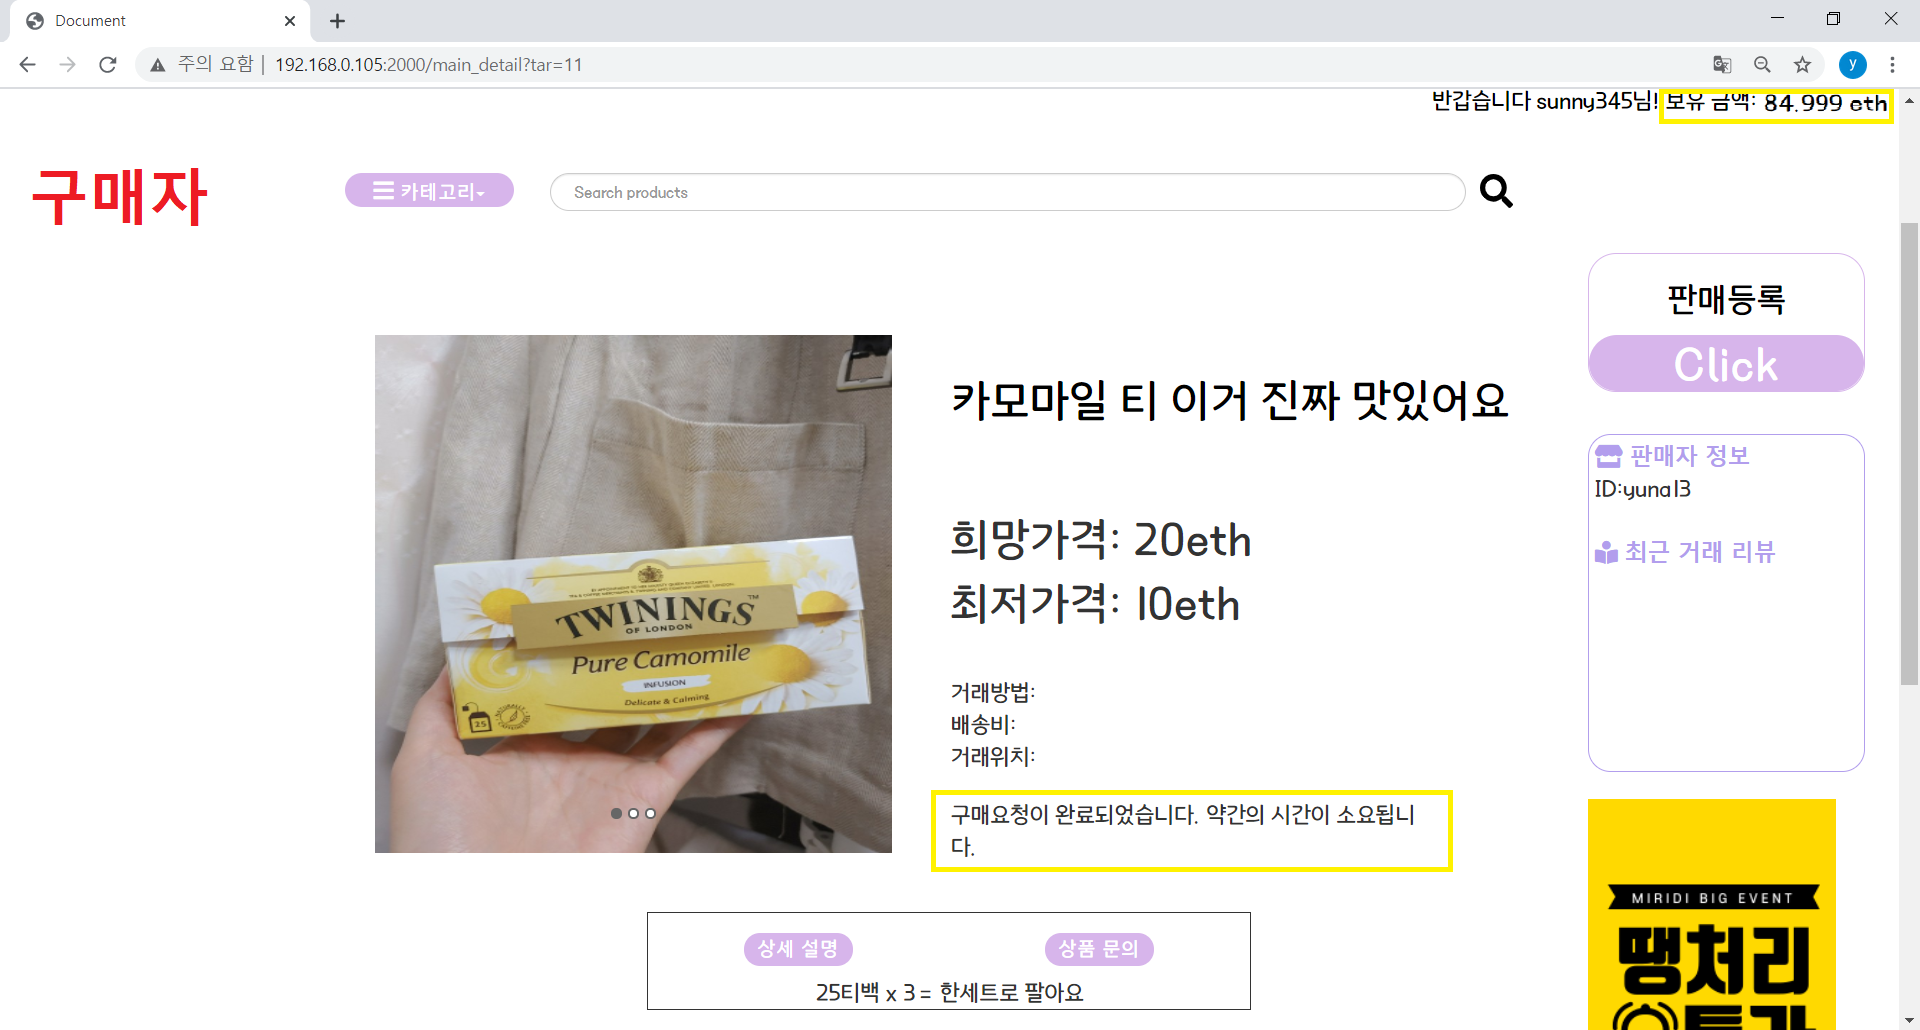 Document
주의 요함 | 192.168.0.105:2000/main_detail?tar=11
y
반갑습니다 sunny345님! 보유 금액: 84.999 eth
구매자
카테고리
Search products
판매등록
Click
카모마일 티 이거 진짜 맛있어요
판매자 정보
ID:yuna13
희망가격: 20eth
최근 거래 리뷰
최저가격: 10eth
TWININGS
TM
OF LONDON
Pure Camomile
INFUSION
Delicate & Calming
25
거래방법:
배송비:
거래위치:
구매요청이 완료되었습니다. 약간의 시간이 소요됩니
다.
MIRIDI BIG EVENT
땡처리
상세 설명
상품 문의
25티백 x 3 = 한세트로 팔아요